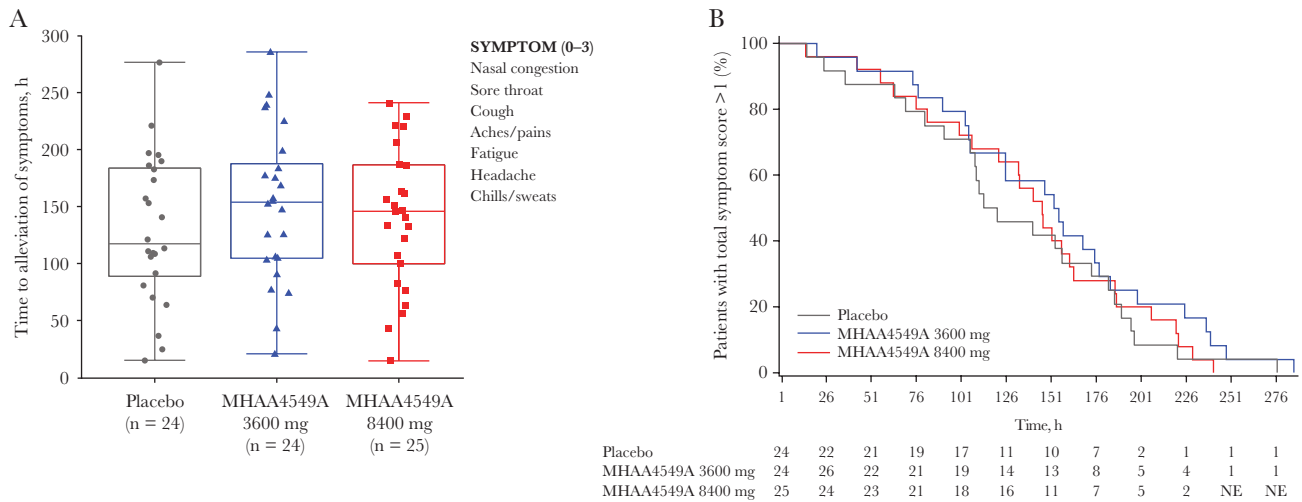 A
Time to alleviation of symptoms, h
300
250
200
150
100
50
0
Placebo
(n = 24)
MHAA4549A
3600 mg
(n = 24)
MHAA4549A
8400 mg
(n = 25)
SYMPTOM (0–3)
Nasal congestion
Sore throat
Cough
Aches/pains
Fatigue
Headache
Chills/sweats
B
Patients with total symptom score > 1 (%)
100
80
60
40
20
0
Placebo
MHAA4549A 3600 mg
MHAA4549A 8400 mg
1 26 51 76 101 126 151 176 201 226 251 276
Time, h
Placebo 24 22 21 19 17 11 10 7 2 1 1 1
MHAA4549A 3600 mg 24 26 22 21 19 14 13 8 5 4 1 1
MHAA4549A 8400 mg 25 24 23 21 18 16 11 7 5 2 NE NE